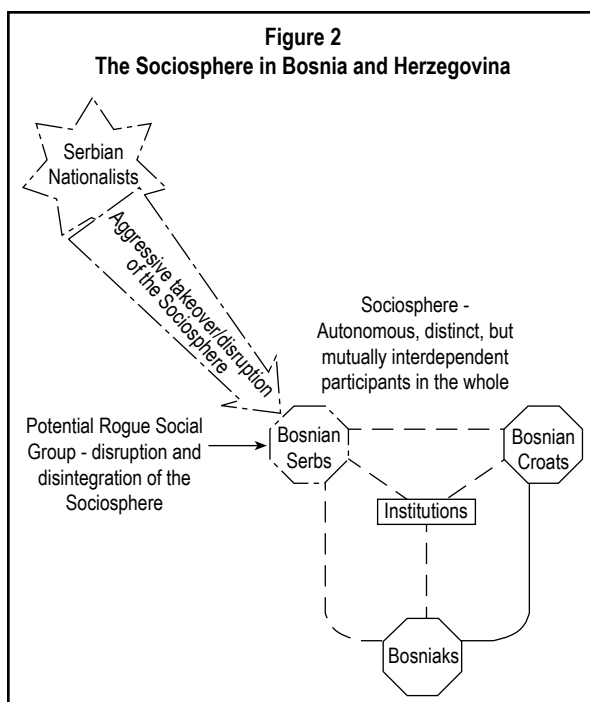 Figure 2
The Sociosphere in Bosnia and Herzegovina
Serbian
Nationalists
Aggressive takeover/disruption
of the Sociosphere
Sociosphere -
Autonomous, distinct, but
mutually interdependent
participants in the whole
Potential Rogue Social
Group - disruption and
disintegration of the
Sociosphere
Bosnian
Serbs
Bosnian
Croats
Institutions
Bosniaks